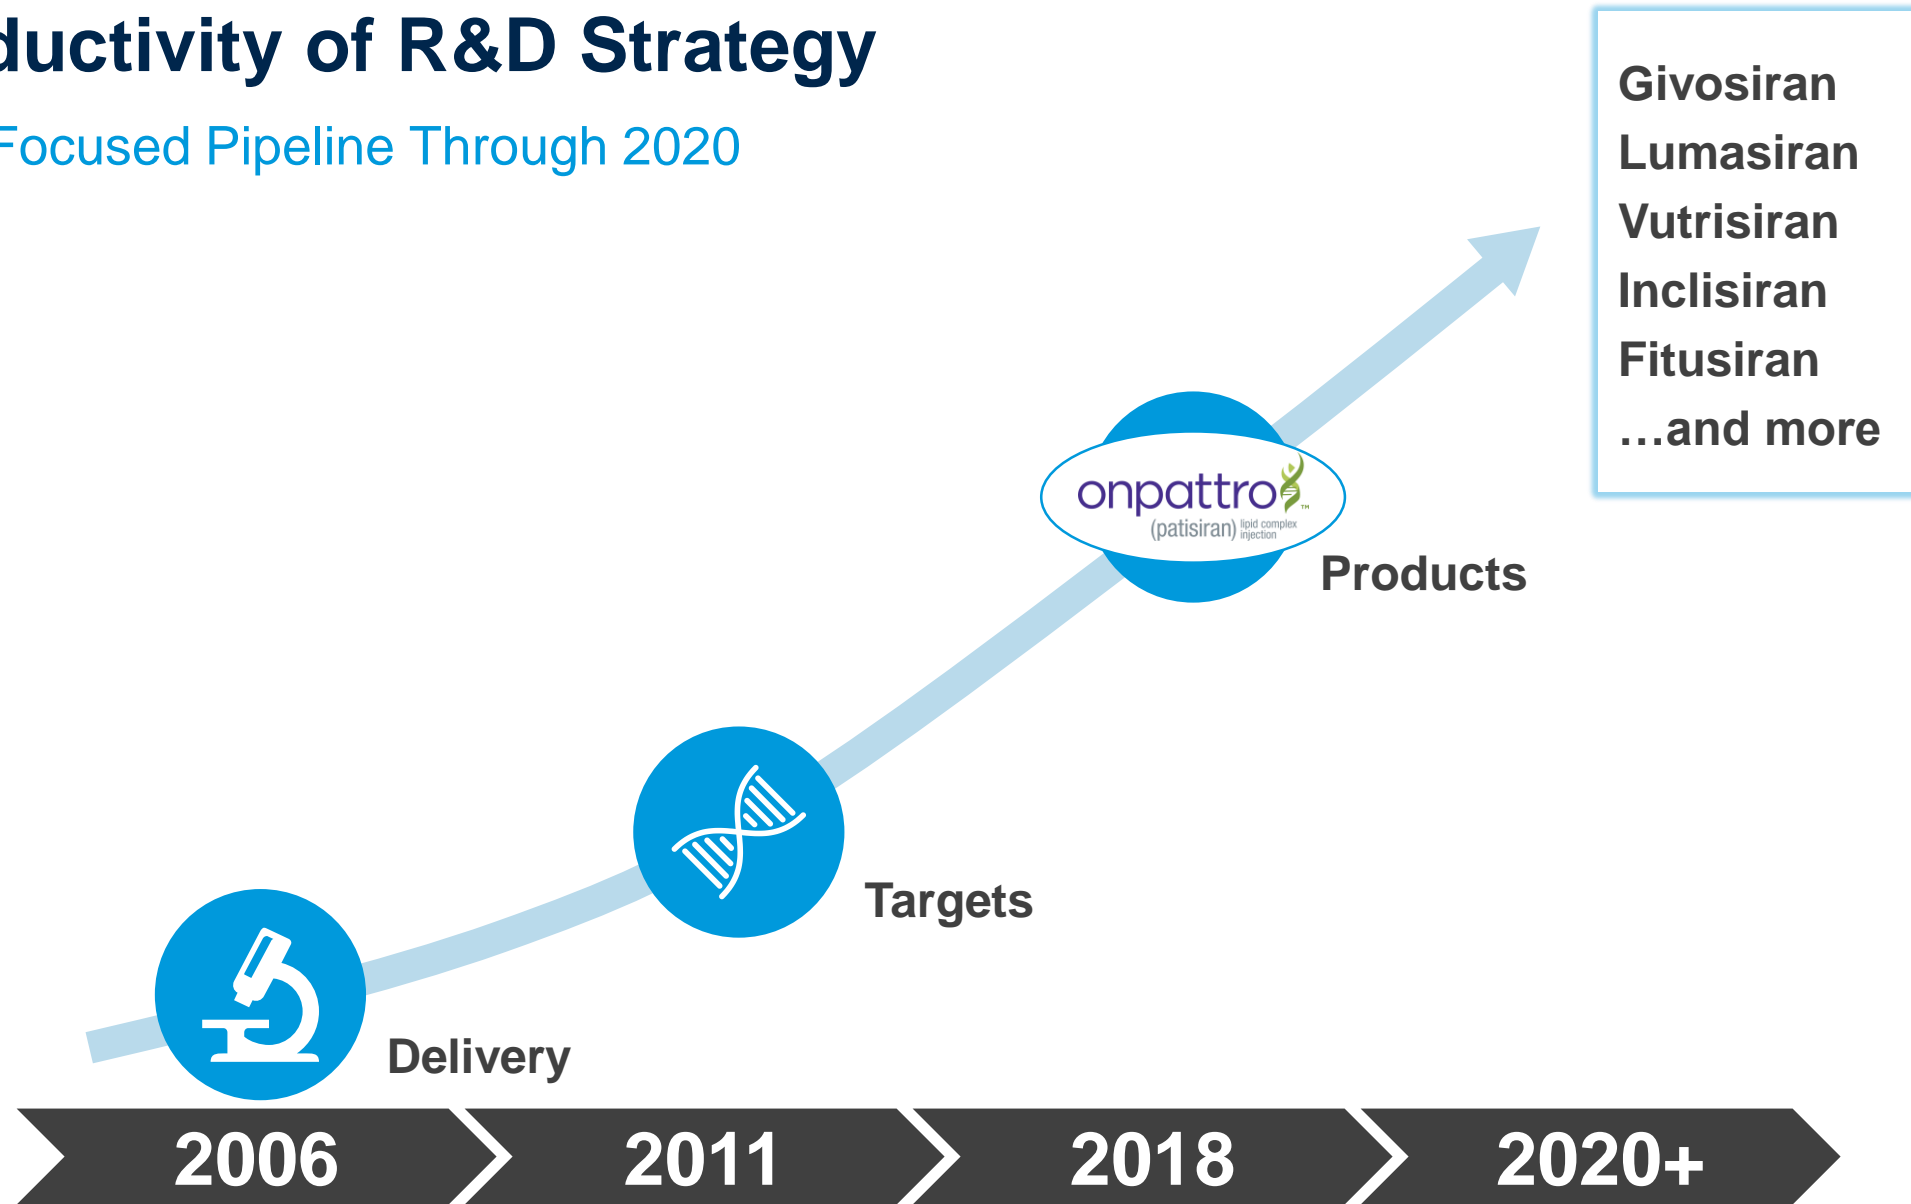 ductivity of R&D Strategy
Focused Pipeline Through 2020
Givosiran
Lumasiran
Vutrisiran
Inclisiran
Fitusiran
…and more
onpattro™
(patisiran) lipid complex
injection
Products
Targets
Delivery
2006
2011
2018
2020+